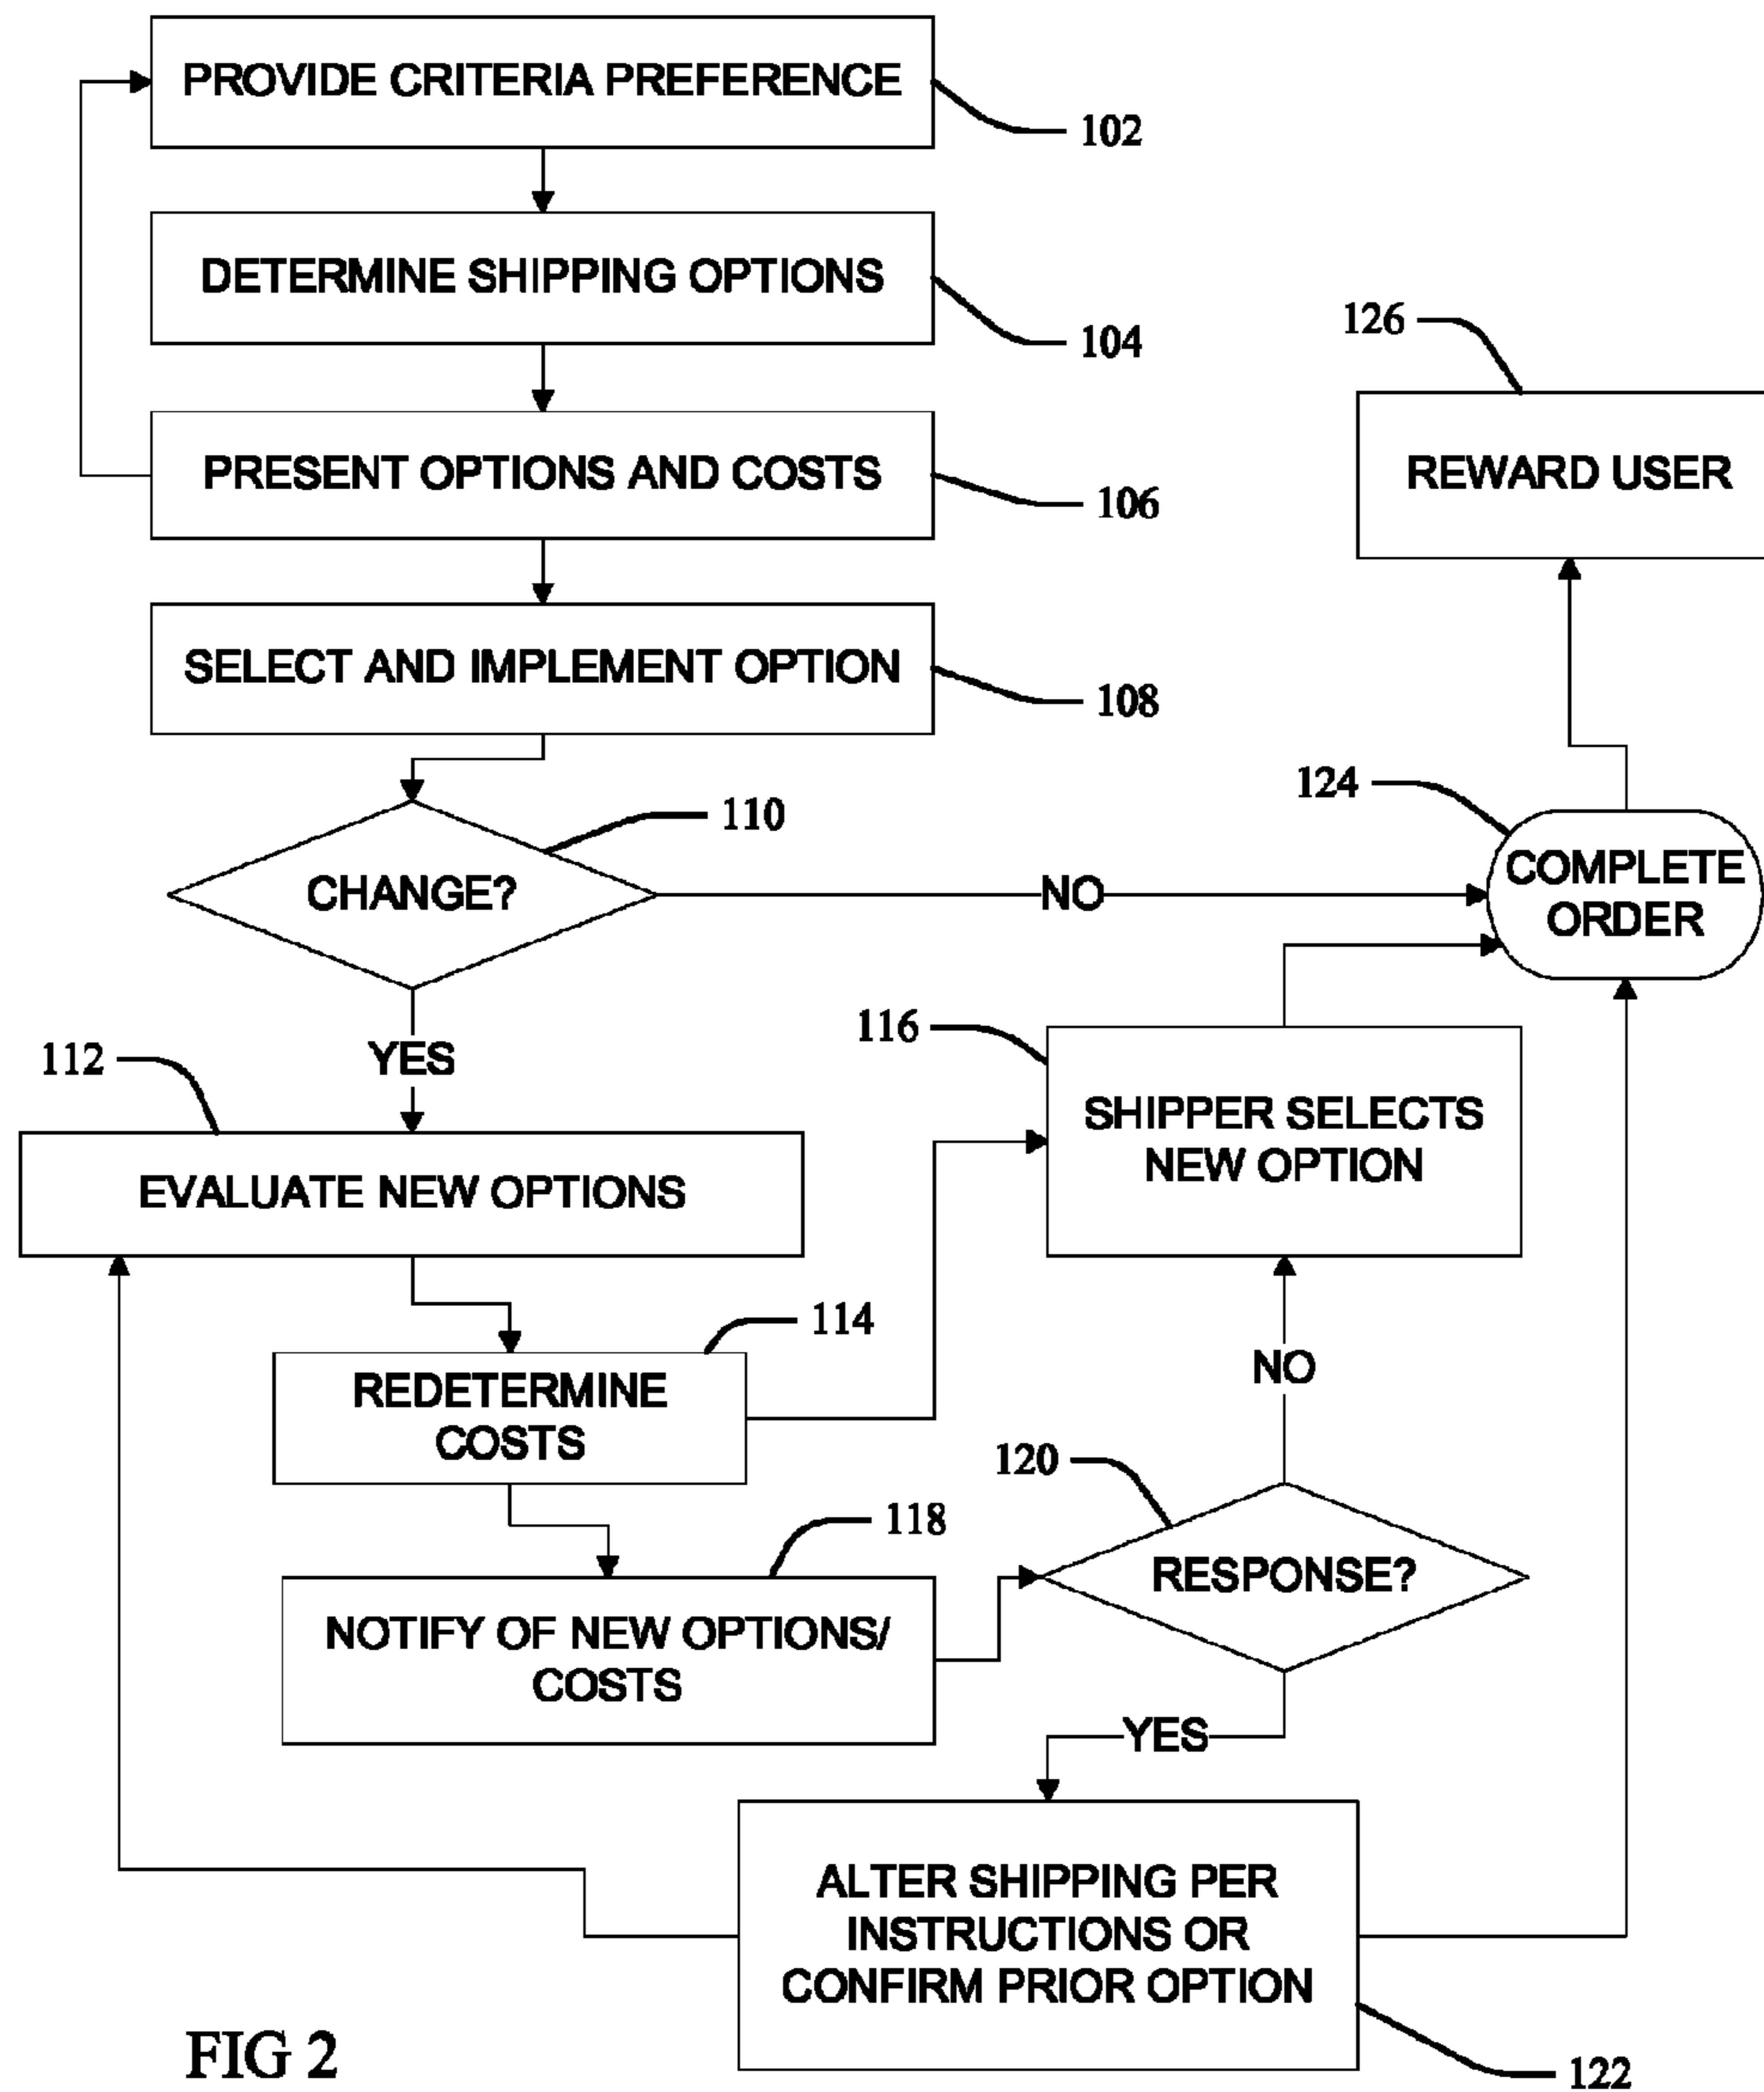 PROVIDE CRITERIA PREFERENCE
102
DETERMINE SHIPPING OPTIONS
104
126
PRESENT OPTIONS AND COSTS
106
REWARD USER
SELECT AND IMPLEMENT OPTION
108
124
110
CHANGE?
NO
COMPLETE
ORDER
116
112
YES
SHIPPER SELECTS
NEW OPTION
EVALUATE NEW OPTIONS
114
REDETERMINE
COSTS
NO
120
118
RESPONSE?
NOTIFY OF NEW OPTIONS/
COSTS
YES
ALTER SHIPPING PER
INSTRUCTIONS OR
CONFIRM PRIOR OPTION
122
FIG 2